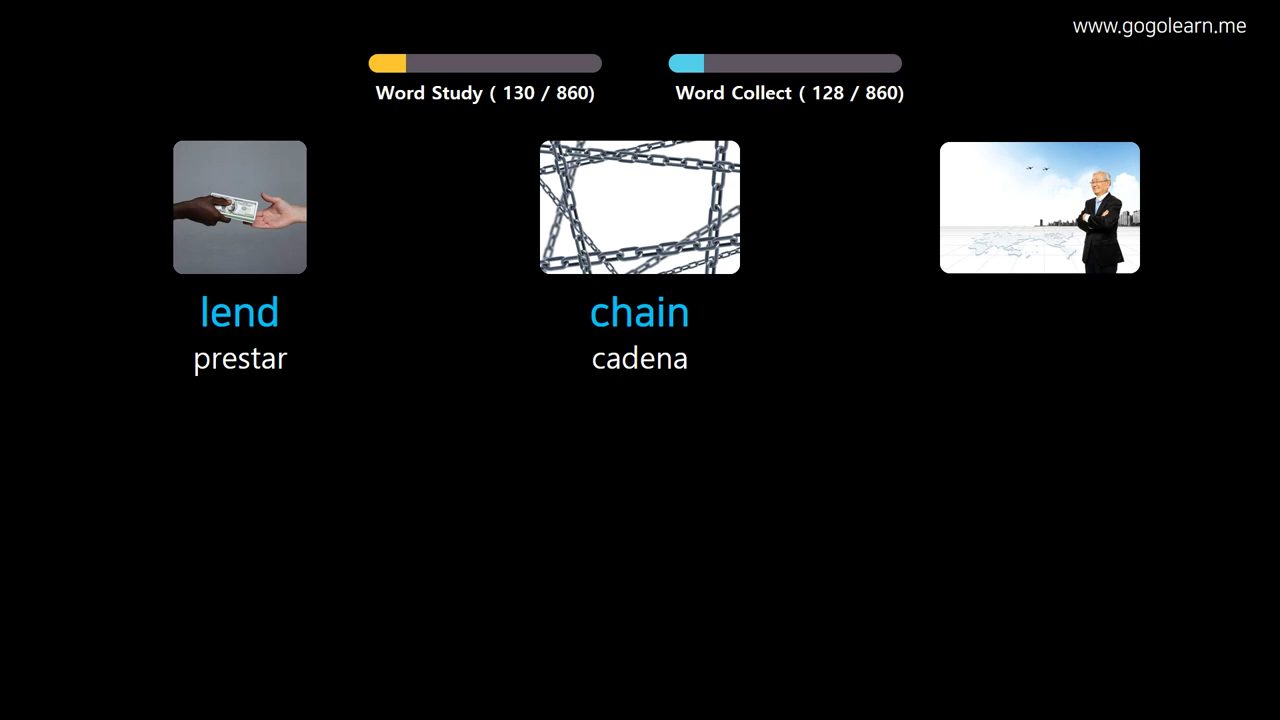 www.gogolearn.me
Word Study ( 130 / 860)
Word Collect ( 128 / 860)
lend
prestar
chain
cadena